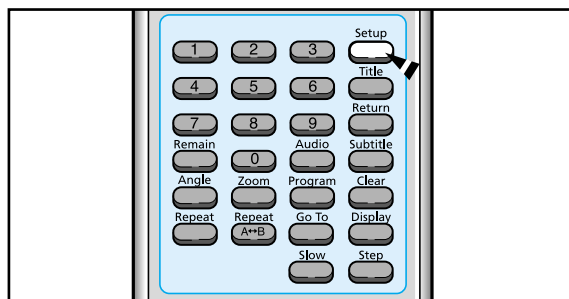 Setup
1 2 3
Title
4 5 6
Return
7 8 9
Remain Audio Subtitle
0
Angle Zoom Program Clear
Repeat Repeat Go To Display
A↔B
Slow Step